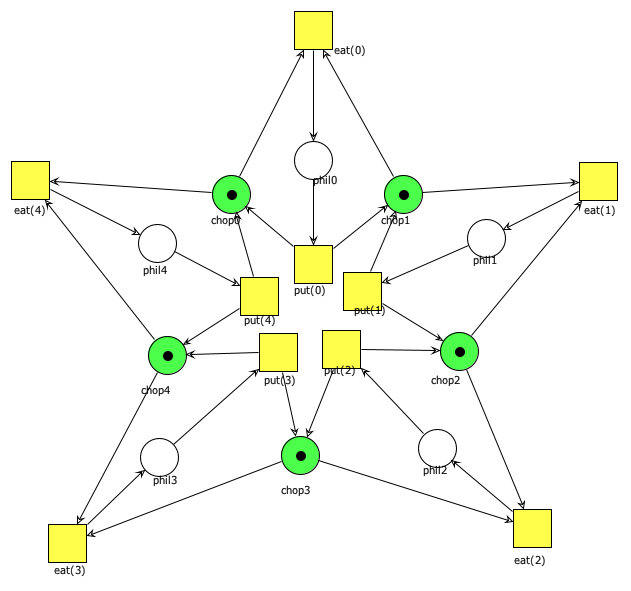 eat(0)
phil0
chop0
chop1
eat(4)
eat(1)
phil4
phil1
put(0)
put(1)
put(4)
put(3)
put(2)
chop4
chop2
phil3
phil2
chop3
eat(3)
eat(2)